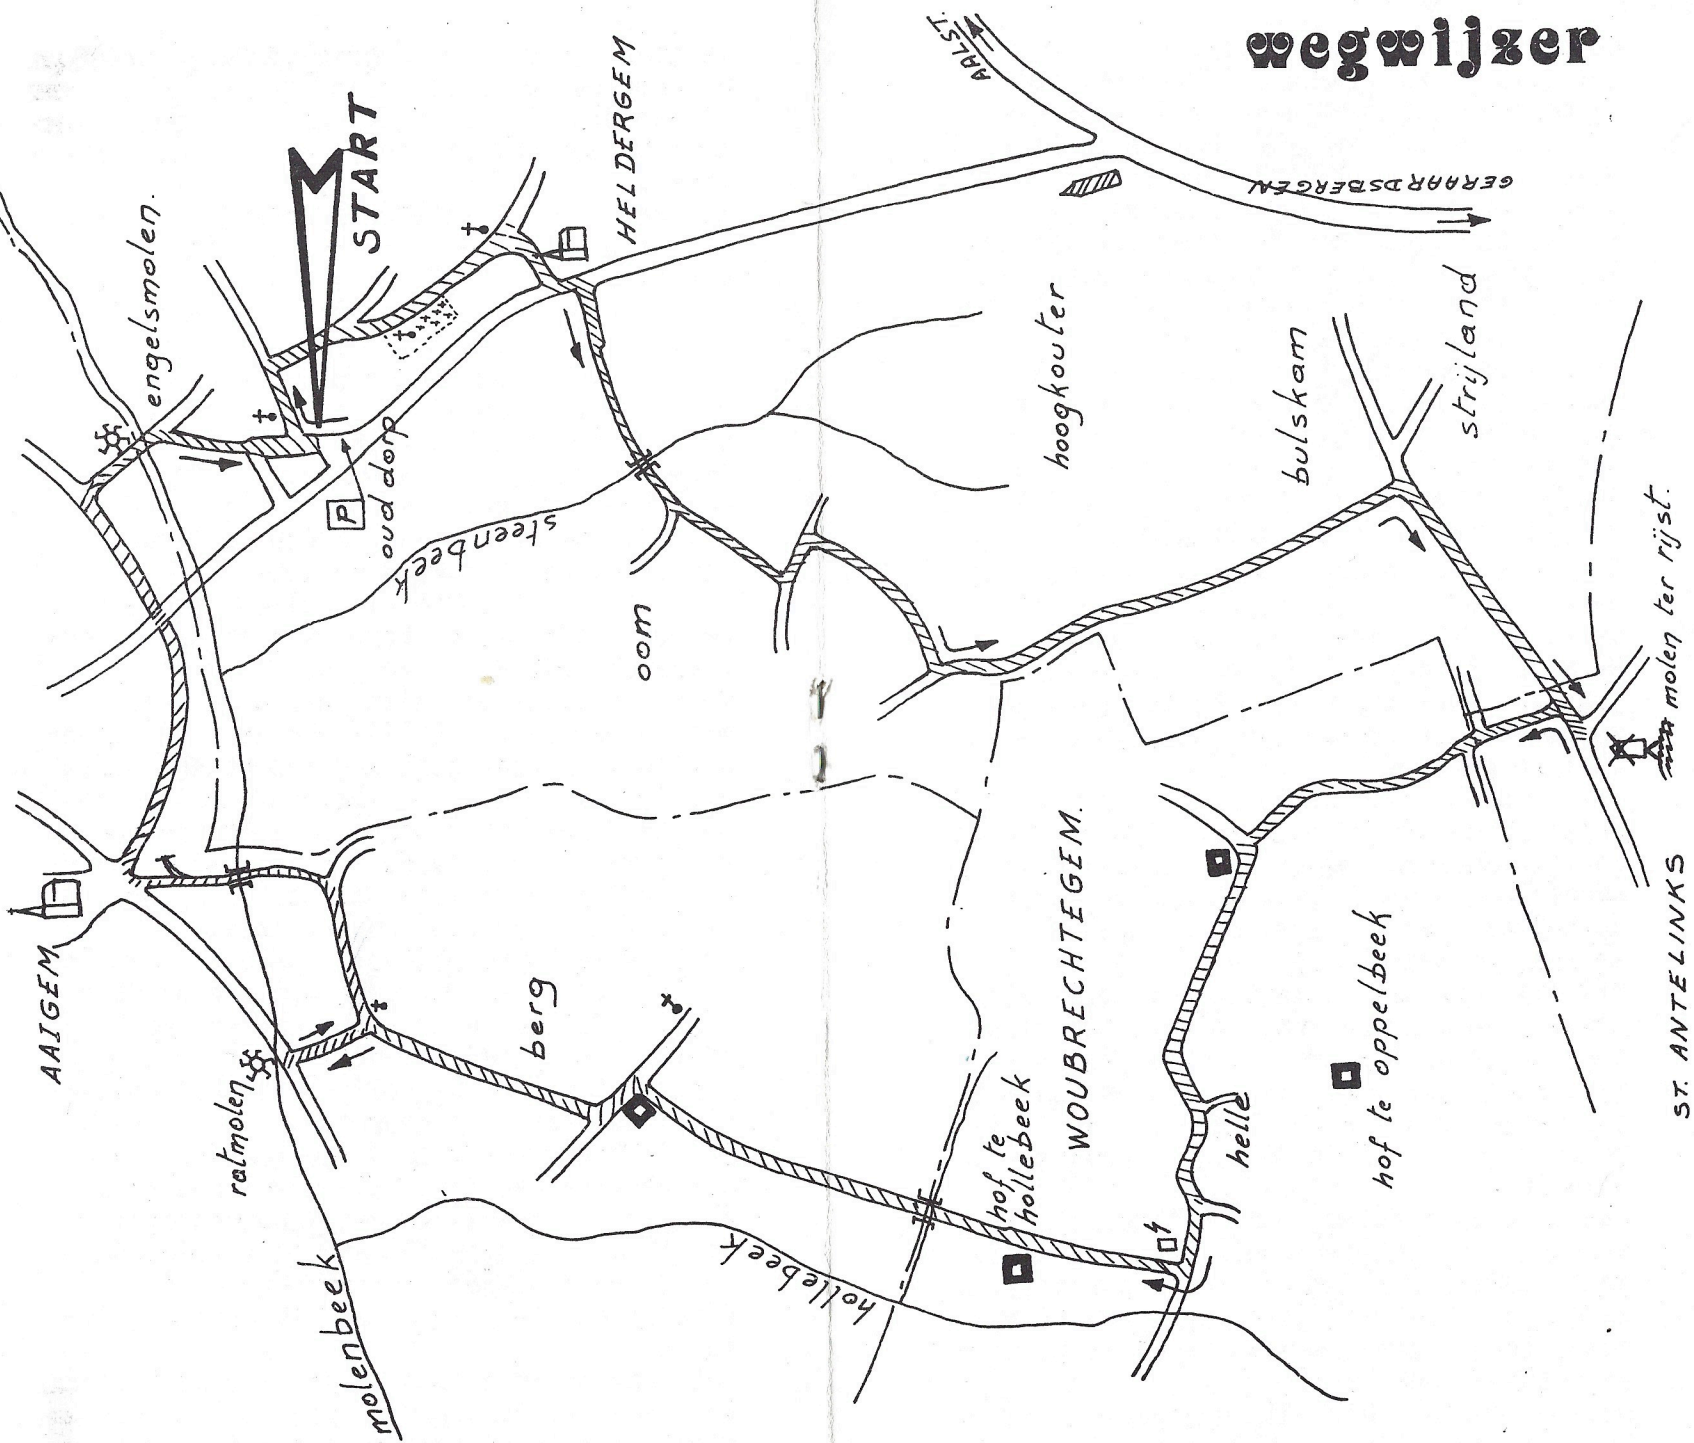 wegwijzer
AALST.
GERAARDSBERGEN
HELDERGEM
START
engelsmolen.
P
oud dorp
steenbeek
oom
hoogkouter
bulskam
strijland
molen ter rijst.
ST. ANTELINKS
AAIGEM
ratmolen
berg
molenbeek
hollebeek
hof te
hollebeek
WOUBRECHTEGEM.
helle
hof te oppelbeek